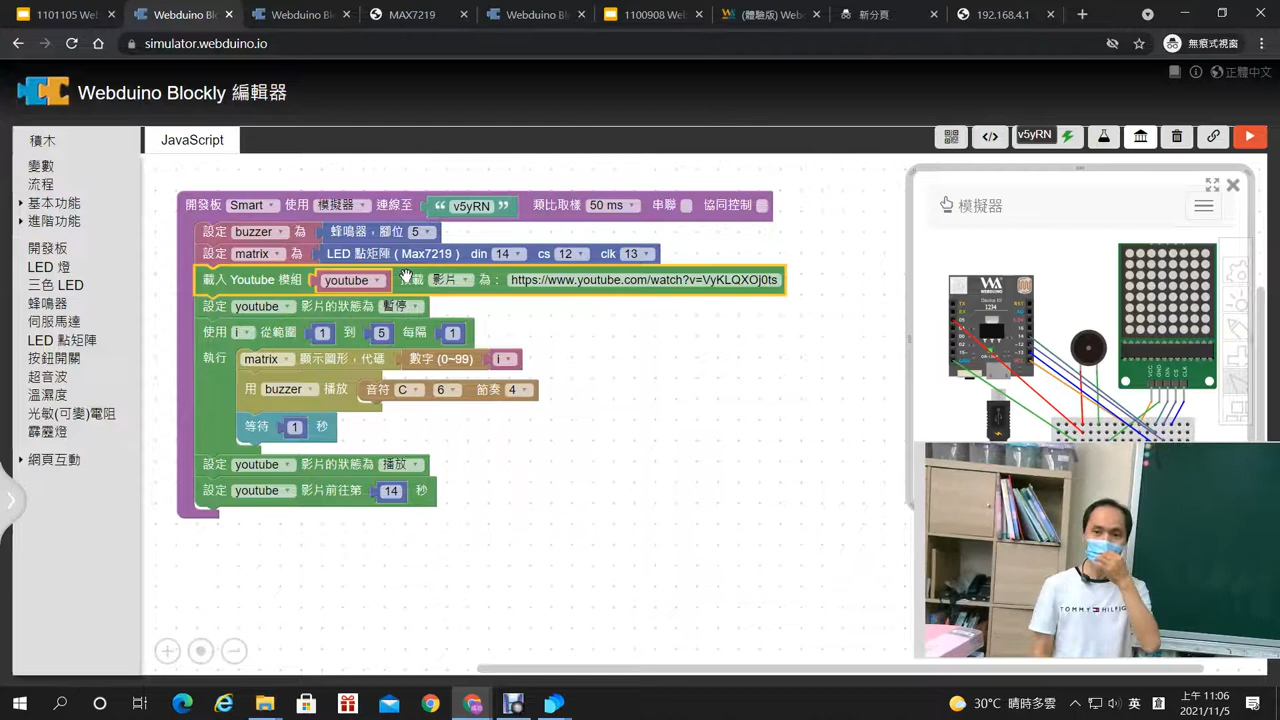 1101105 W
Webduino Bl
Webduino Bl
MAX7219
Webduino Bl
1100908 W
(體驗版) Web
新分頁
192.168.4.1
simulator.webduino.io
無痕式視窗
Webduino Blockly 編輯器
正體中文
積木
JavaScript
v5yRN
變數
流程
基本功能
進階功能
開發板
LED 燈
三色 LED
蜂鳴器
伺服馬達
LED 點矩陣
按鈕開關
超音波
溫濕度
光敏(可變)電阻
霹靂燈
網頁互動
開發板 Smart 使用 模擬器 連線至 “ v5yRN ” 類比取樣 50 ms 串聯 協同控制
設定 buzzer 為 蜂鳴器,腳位 5
設定 matrix 為 LED 點矩陣 ( Max7219 ) din 14 cs 12 clk 13
載入 Youtube 模組 youtube 載 影片 為: https://www.youtube.com/watch?v=VyKLQXOj0ts
設定 youtube 影片的狀態為 暫停
使用 i 從範圍 1 到 5 每隔 1
執行 matrix 顯示圖形,代碼 數字 (0~99) i
用 buzzer 播放 音符 C 6 節奏 4
等待 1 秒
設定 youtube 影片的狀態為 播放
設定 youtube 影片前往第 14 秒
模擬器
1234
VCC
GND
DIN
CS
CLK
TOMMY HILFIG
30°C 晴時多雲
英
上午 11:06
2021/11/5